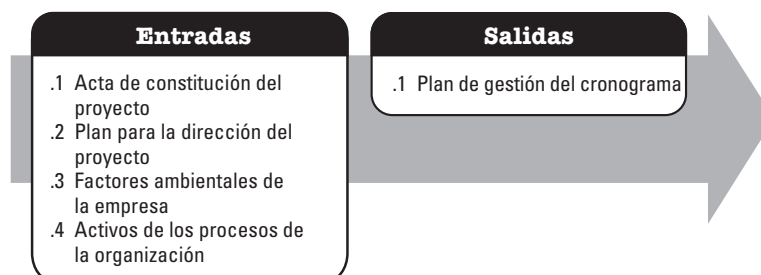 Entradas
.1 Acta de constitución del
proyecto
.2 Plan para la dirección del
proyecto
.3 Factores ambientales de
la empresa
.4 Activos de los procesos de
la organización
Salidas
.1 Plan de gestión del cronograma